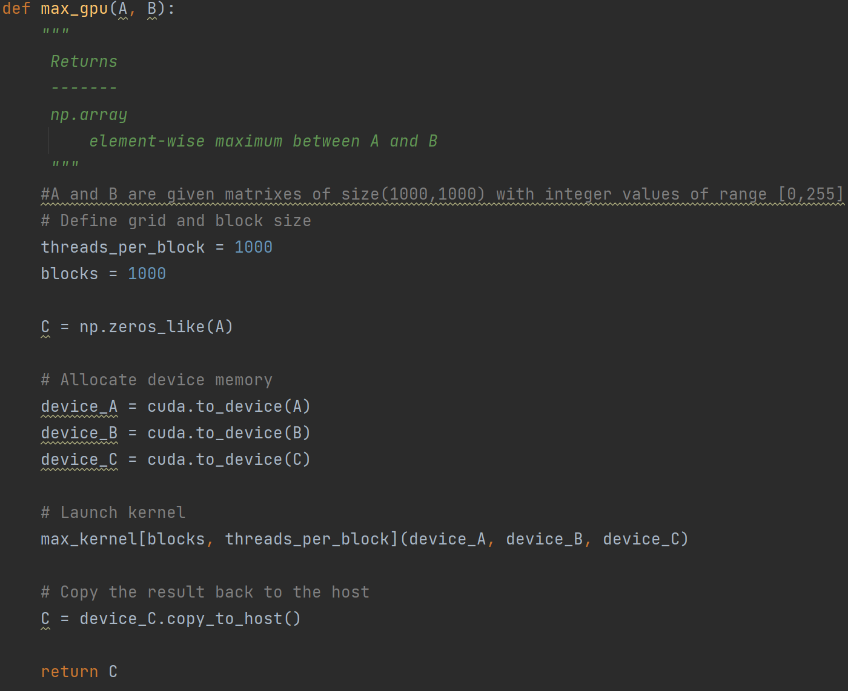 def max_gpu(A, B):
    """
     Returns
     -------
     np.array
         element-wise maximum between A and B
     """
    #A and B are given matrixes of size(1000,1000) with integer values of range [0,255]
    # Define grid and block size
    threads_per_block = 1000
    blocks = 1000
    C = np.zeros_like(A)
    # Allocate device memory
    device_A = cuda.to_device(A)
    device_B = cuda.to_device(B)
    device_C = cuda.to_device(C)
    # Launch kernel
    max_kernel[blocks, threads_per_block](device_A, device_B, device_C)
    # Copy the result back to the host
    C = device_C.copy_to_host()
    return C